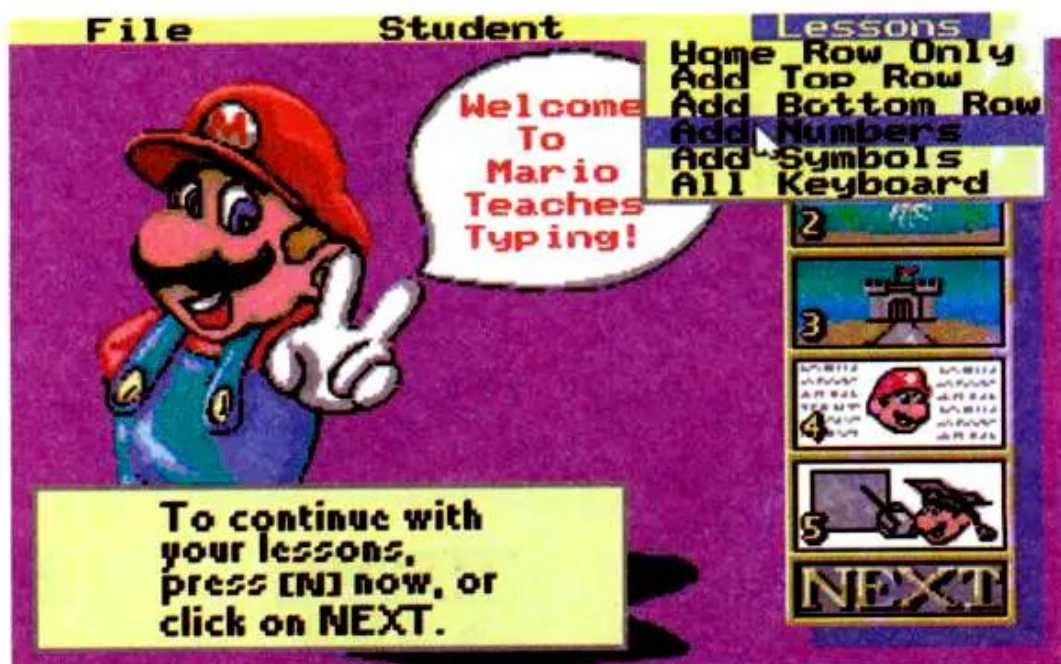 File Student Lessons
Home Row Only
Add Top Row
Add Bottom Row
Add Numbers
Add Symbols
All Keyboard
M
Welcome
To
Mario
Teaches
Typing!
2
3
4
5
NEXT
To continue with
your lessons,
press [N] now, or
click on NEXT.